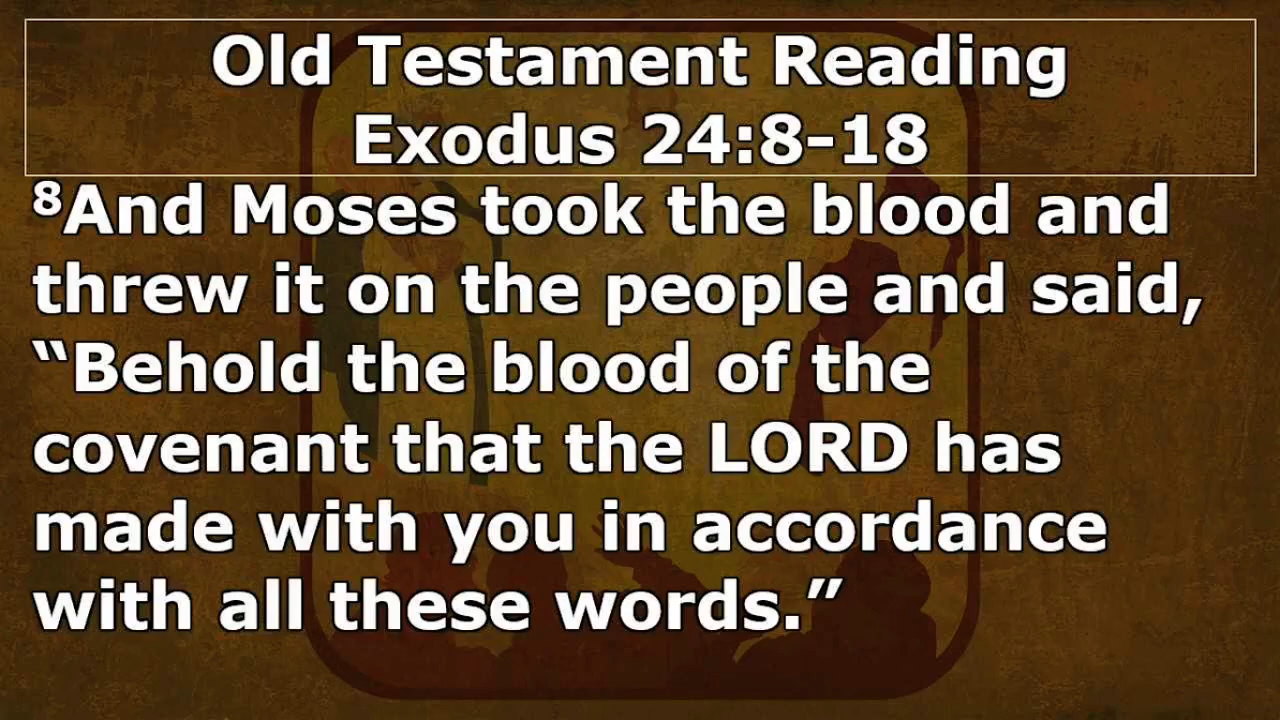 Old Testament Reading
Exodus 24:8-18
⁸And Moses took the blood and
threw it on the people and said,
“Behold the blood of the
covenant that the LORD has
made with you in accordance
with all these words.”